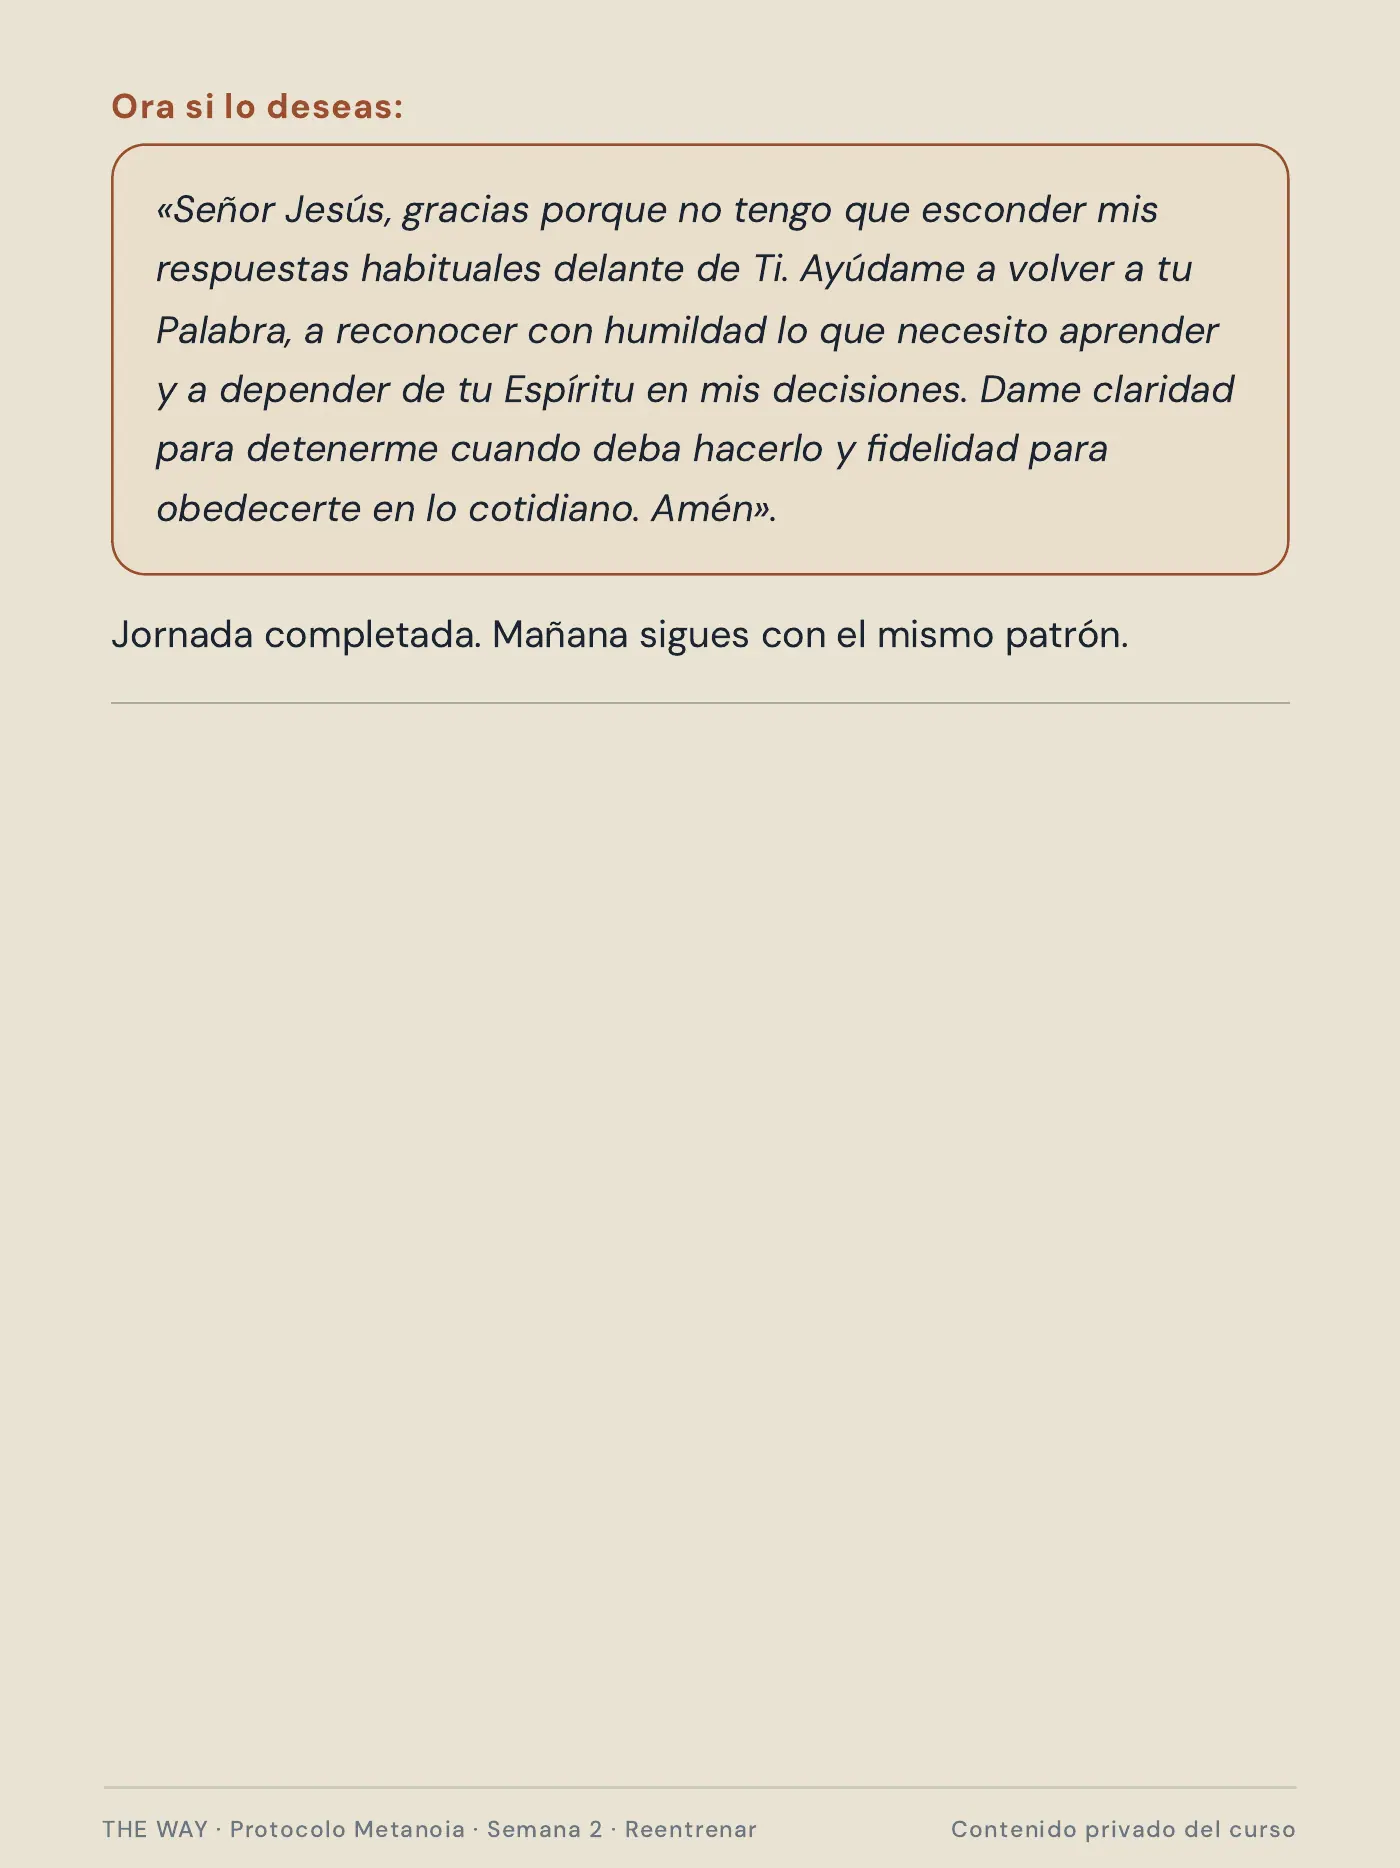 Ora si lo deseas:
«Señor Jesús, gracias porque no tengo que esconder mis
respuestas habituales delante de Ti. Ayúdame a volver a tu
Palabra, a reconocer con humildad lo que necesito aprender
y a depender de tu Espíritu en mis decisiones. Dame claridad
para detenerme cuando deba hacerlo y fidelidad para
obedecerte en lo cotidiano. Amén».
Jornada completada. Mañana sigues con el mismo patrón.
THE WAY · Protocolo Metanoia · Semana 2 · Reentrenar
Contenido privado del curso